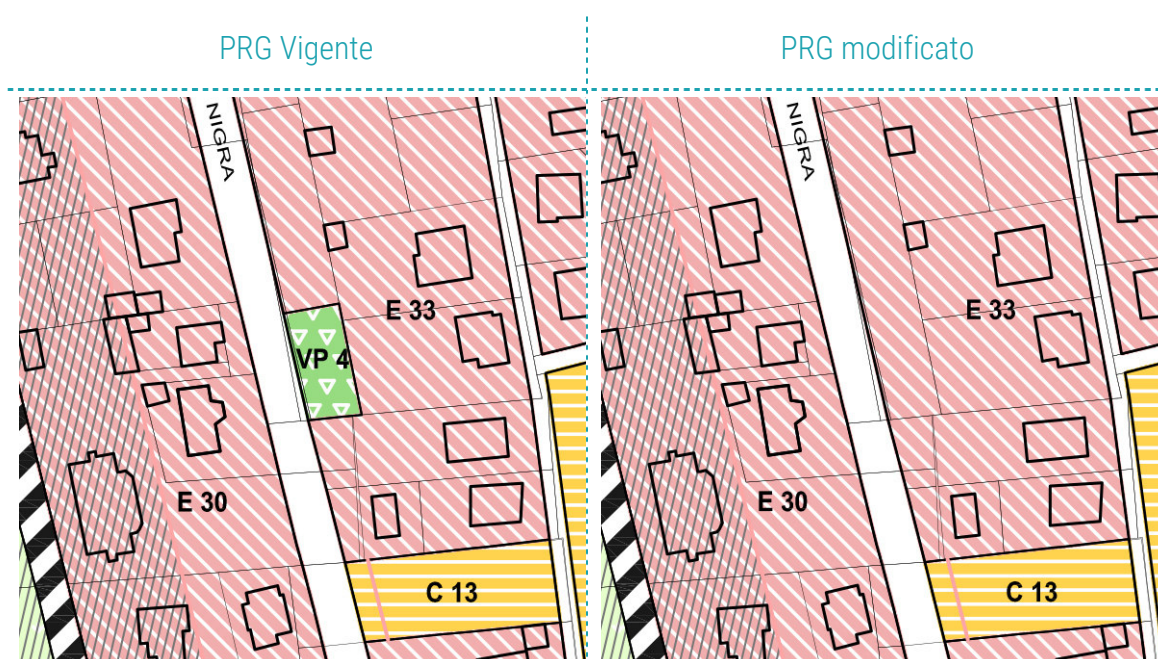 PRG Vigente
PRG modificato
NIGRA
E 33
VP 4
E 30
C 13
NIGRA
E 33
E 30
C 13